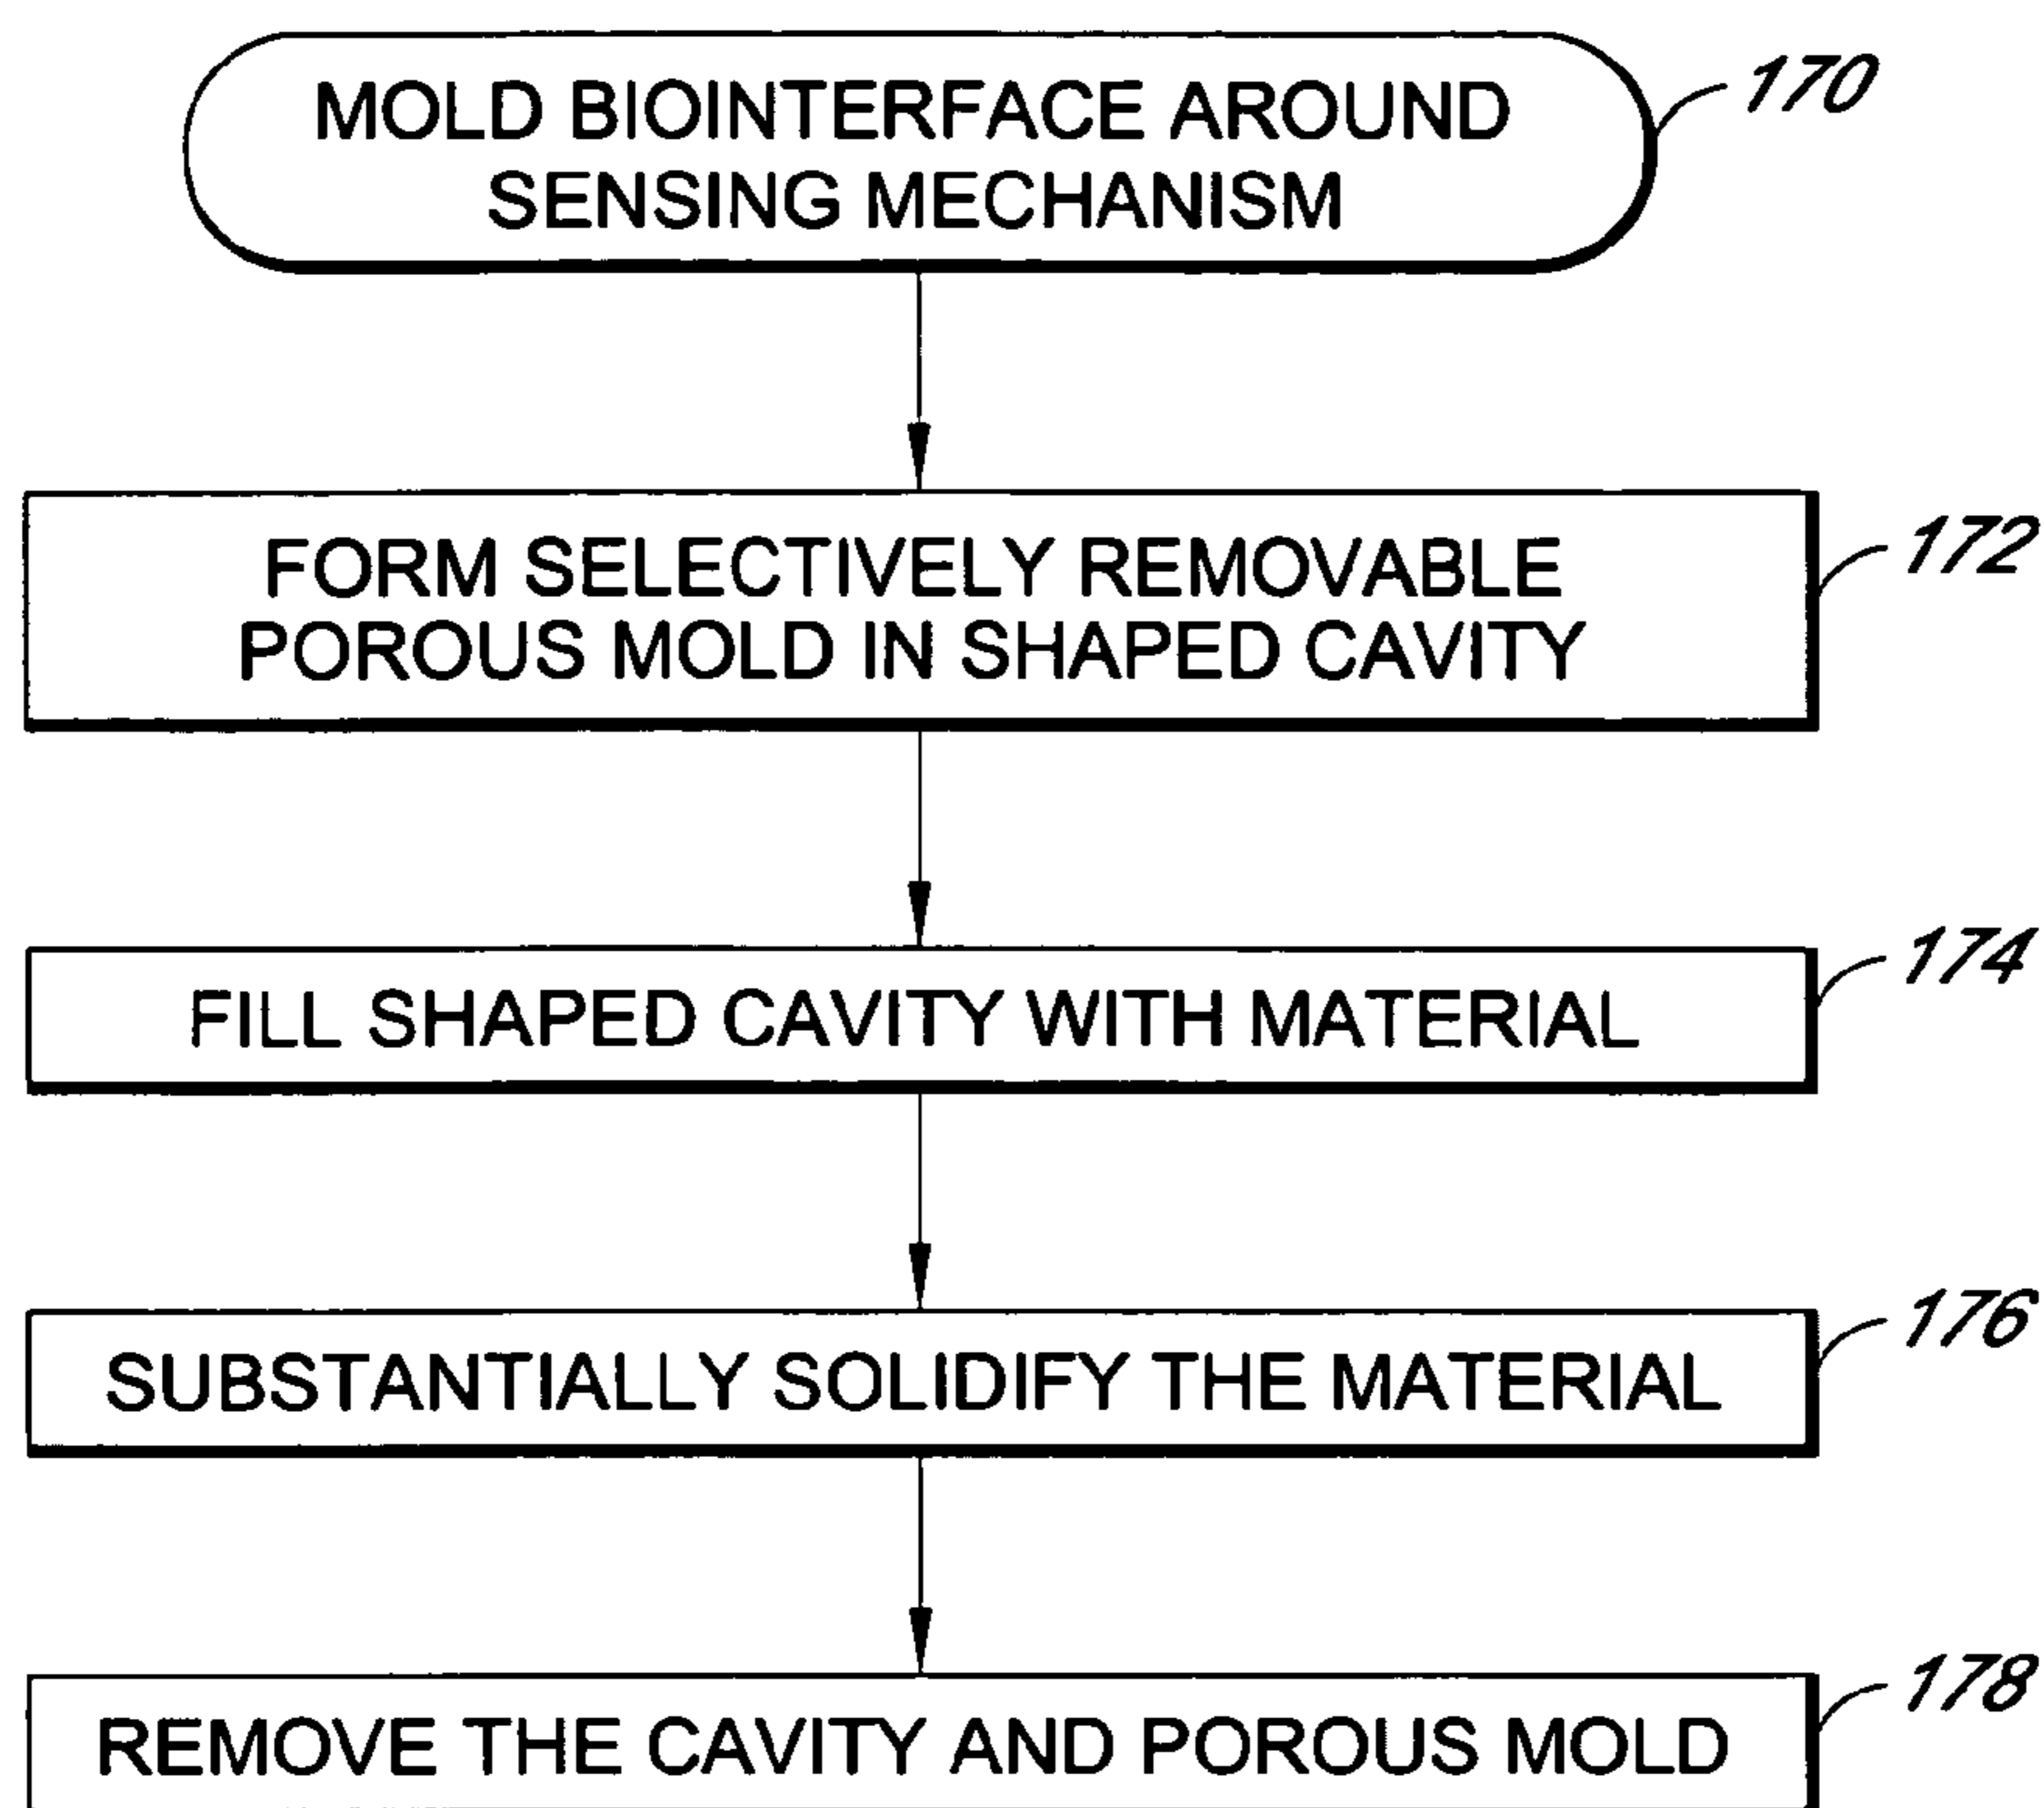 MOLD BIOINTERFACE AROUND
SENSING MECHANISM
170
FORM SELECTIVELY REMOVABLE
POROUS MOLD IN SHAPED CAVITY
172
FILL SHAPED CAVITY WITH MATERIAL
174
SUBSTANTIALLY SOLIDIFY THE MATERIAL
176
REMOVE THE CAVITY AND POROUS MOLD
178